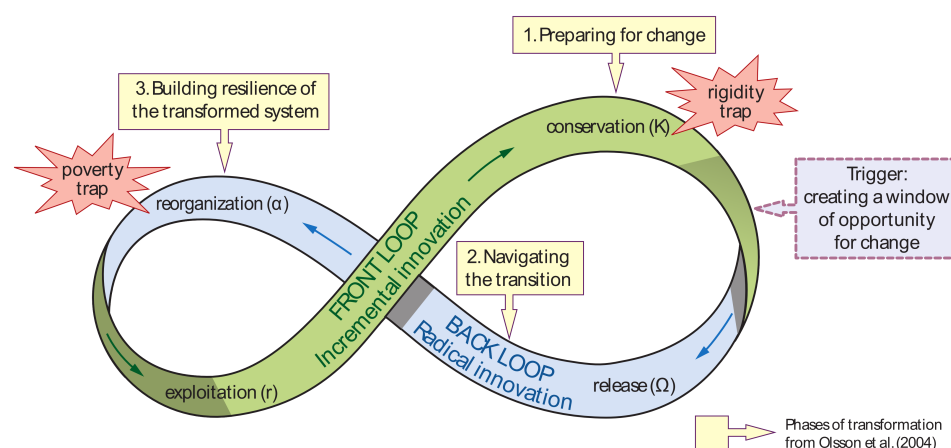 1. Preparing for change
3. Building resilience of
the transformed system
rigidity
trap
conservation (K)
poverty
trap
Trigger:
creating a window
of opportunity
for change
reorganization (α)
FRONT LOOP
Incremental innovation
2. Navigating
the transition
BACK LOOP
Radical innovation
release (Ω)
exploitation (r)
Phases of transformation
from Olsson et al. (2004)